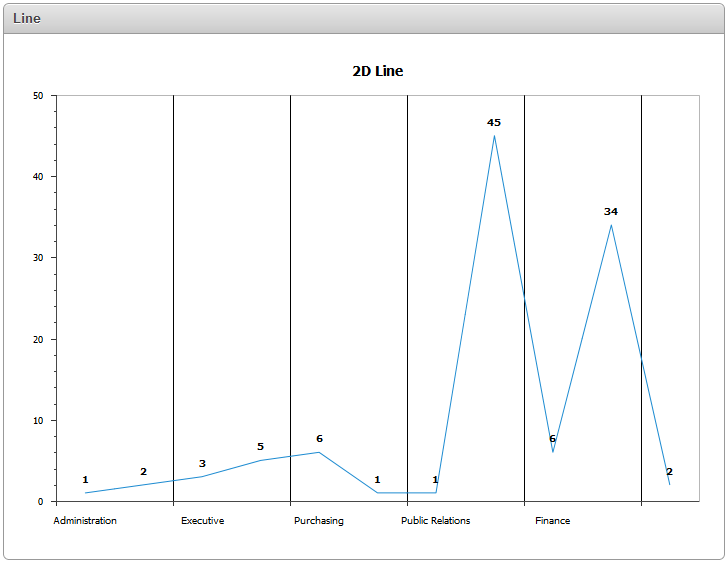 Line
2D Line
50
40
30
20
10
0
1
2
3
5
6
1
1
45
6
34
2
Administration
Executive
Purchasing
Public Relations
Finance